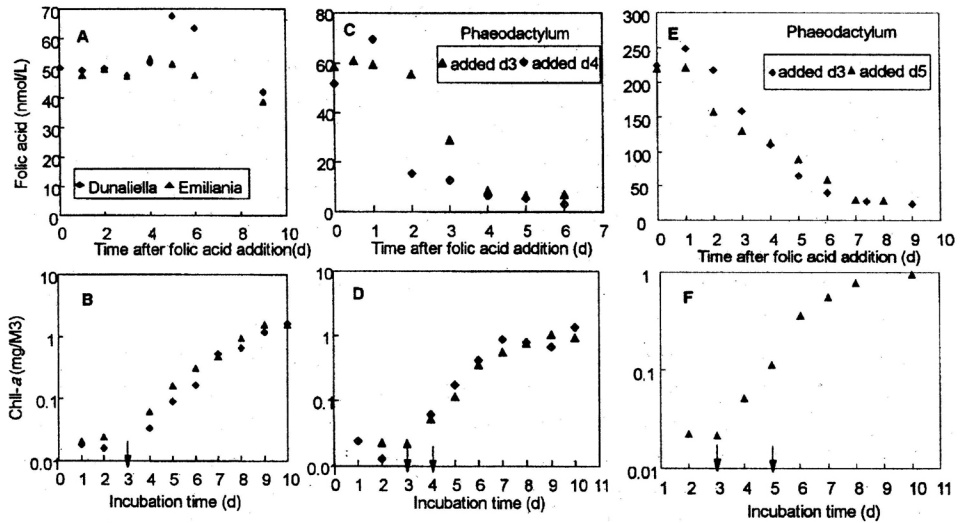 A
Folic acid (nmol/L)
70
60
50
40
30
20
10
0
Dunaliella Emiliania
0 2 4 6 8 10
Time after folic acid addition(d)
C
Phaeodactylum
added d3 added d4
80
60
40
20
0
0 1 2 3 4 5 6 7
Time after folic acid addition (d)
E
Phaeodactylum
added d3 added d5
250
200
150
100
50
0
0 1 2 3 4 5 6 7 8 9 10
Time after folic acid addition (d)
B
Chll-a (mg/M3)
10
1
0.1
0.01
0 1 2 3 4 5 6 7 8 9 10
Incubation time (d)
D
10
1
0.1
0.01
0 1 2 3 4 5 6 7 8 9 10 11
Incubation time (d)
F
1
0.1
0.01
1 2 3 4 5 6 7 8 9 10 11
Incubation time (d)